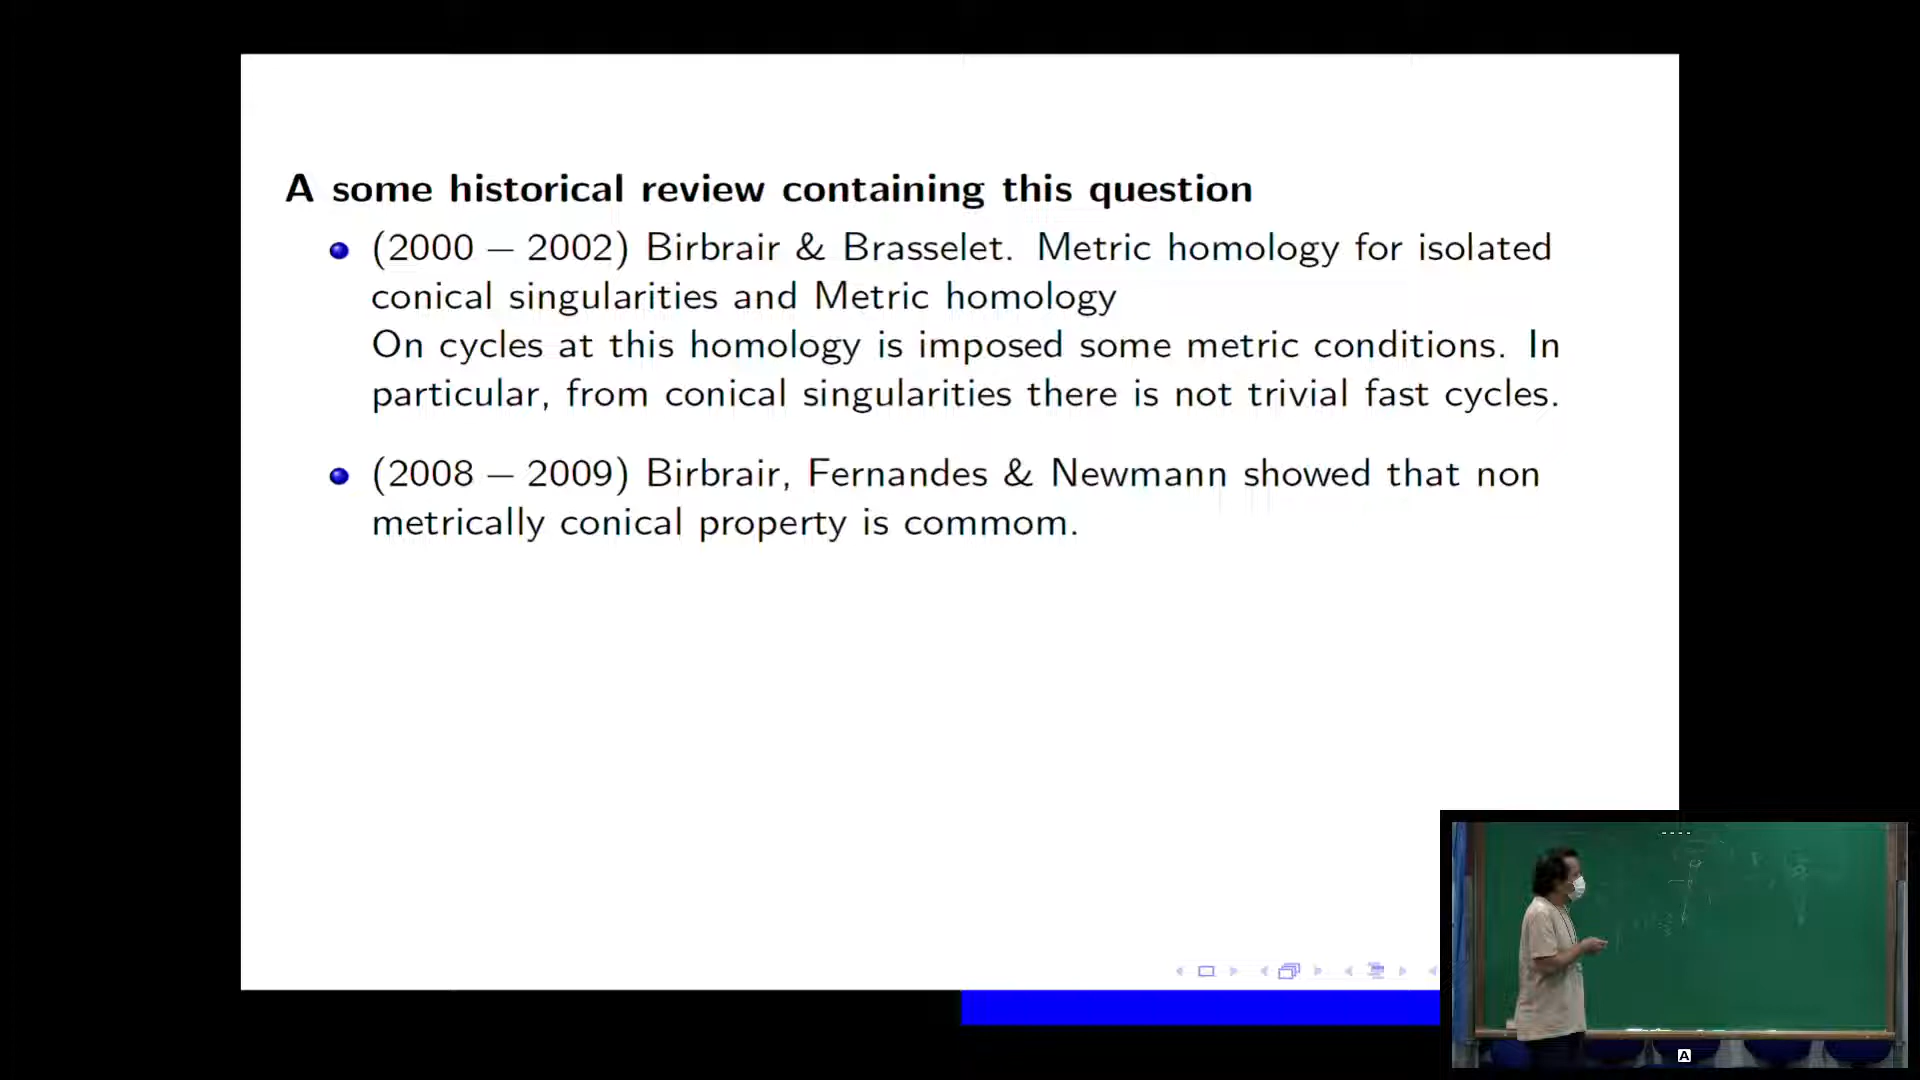 A some historical review containing this question
(2000 – 2002) Birbrair & Brasselet. Metric homology for isolated
conical singularities and Metric homology
On cycles at this homology is imposed some metric conditions. In
particular, from conical singularities there is not trivial fast cycles.
(2008 – 2009) Birbrair, Fernandes & Newmann showed that non
metrically conical property is commom.
A